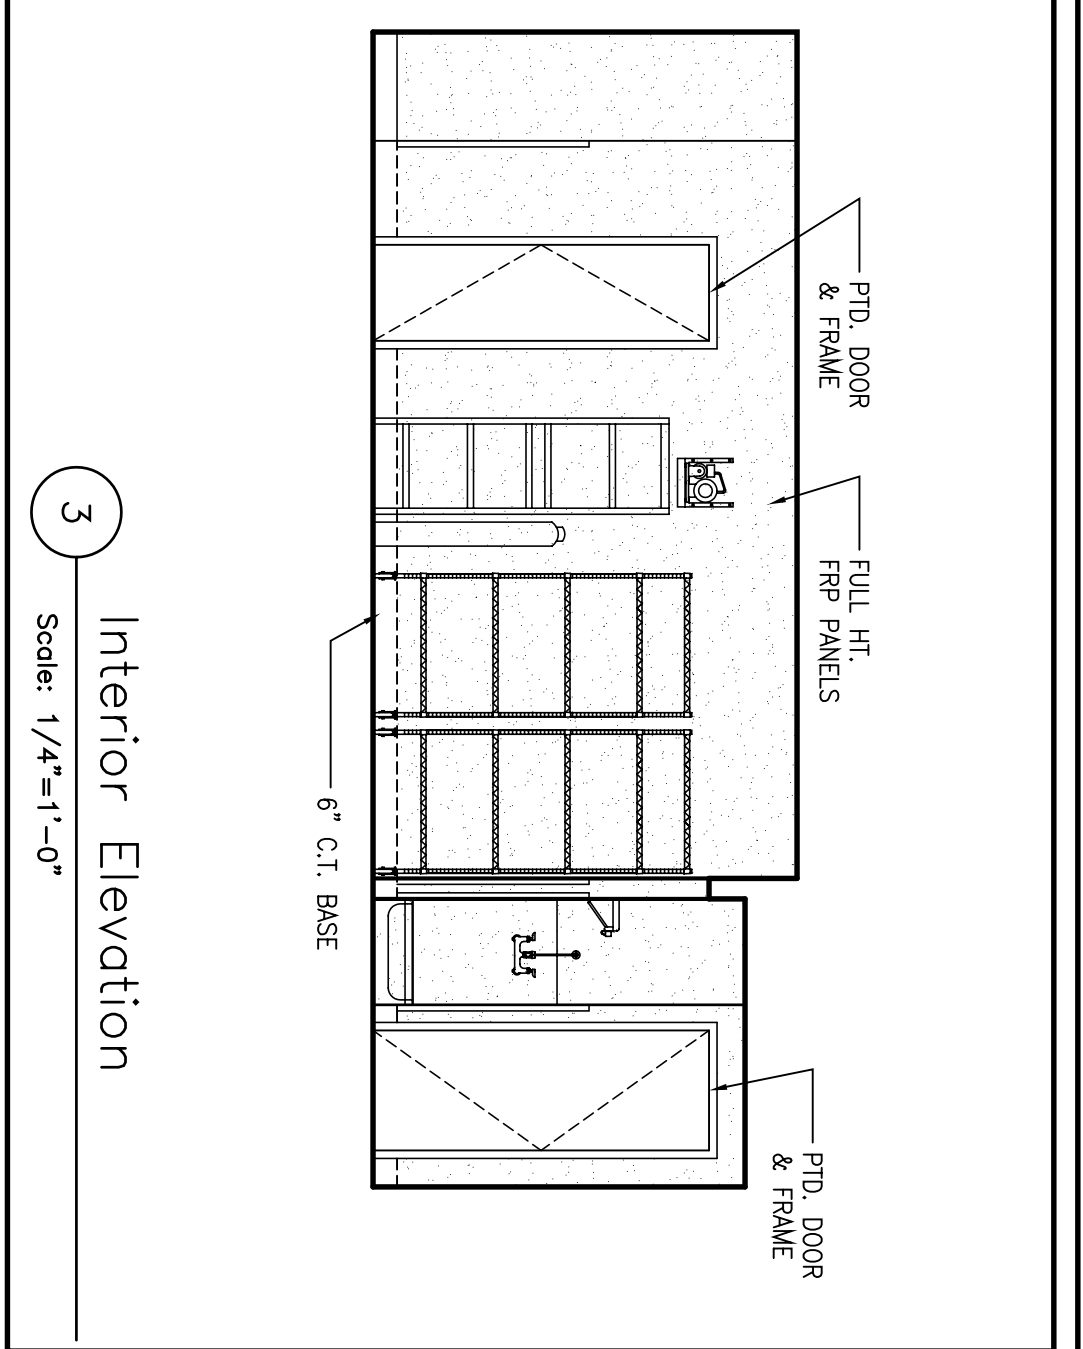 PTD. DOOR
& FRAME
FULL HT.
FRP PANELS
PTD. DOOR
& FRAME
6" C.T. BASE
3
Interior Elevation
Scale: 1/4"=1'-0"